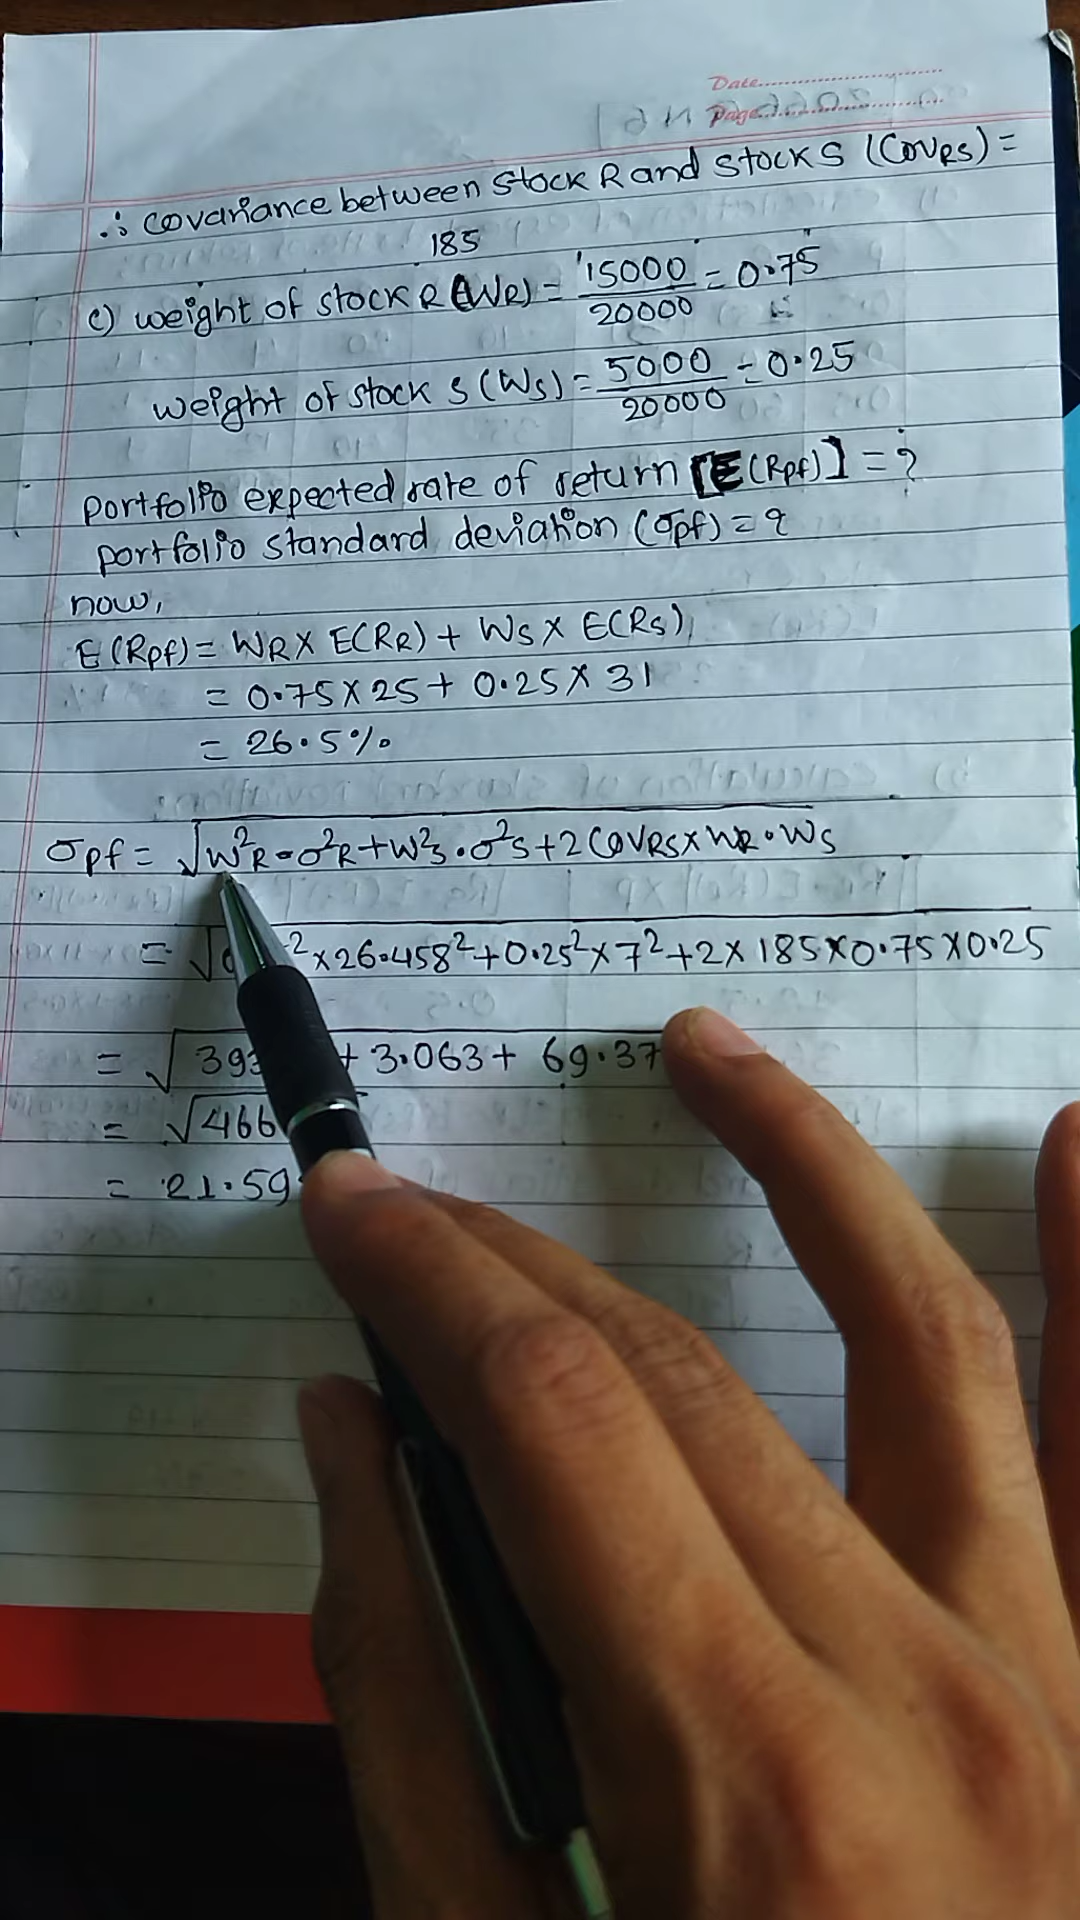 Date
Page
∴ covariance between stock R and stock S (CovRS) =
185
c) weight of stock R (WR) = 15000/20000 = 0.75
weight of stock S (Ws) = 5000/20000 = 0.25
portfolio expected rate of return [E(Rpf)] = ?
portfolio standard deviation (σpf) = ?
now,
E(Rpf) = WR X E(RR) + WS X E(RS)
= 0.75 X 25 + 0.25 X 31
= 26.5%
σpf = √W²R · σ²R + W²S · σ²S + 2 COVRS x WR · WS
= √ ² x 26.458² + 0.25² x 7² + 2 x 185 x 0.75 x 0.25
= √ 393 + 3.063 + 69.37
= √466
= 21.59